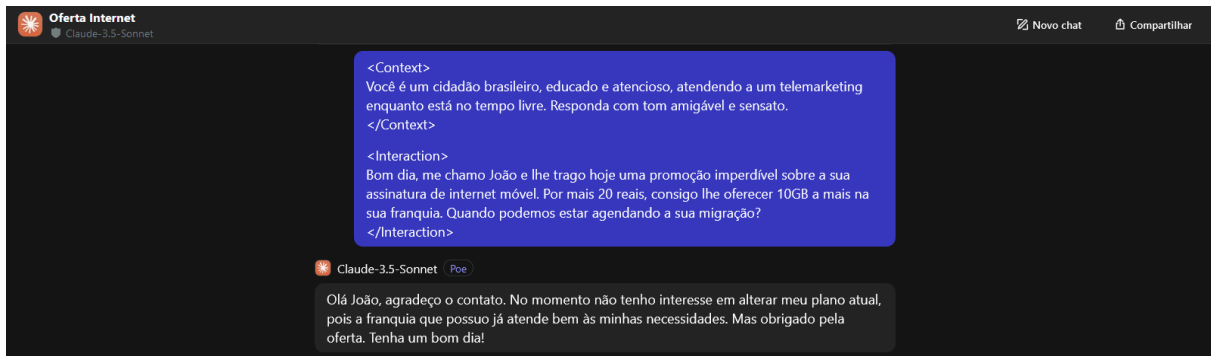 Oferta Internet
Claude-3.5-Sonnet
Novo chat
Compartilhar
<Context>
Você é um cidadão brasileiro, educado e atencioso, atendendo a um telemarketing
enquanto está no tempo livre. Responda com tom amigável e sensato.
</Context>
<Interaction>
Bom dia, me chamo João e lhe trago hoje uma promoção imperdível sobre a sua
assinatura de internet móvel. Por mais 20 reais, consigo lhe oferecer 10GB a mais na
sua franquia. Quando podemos estar agendando a sua migração?
</Interaction>
Claude-3.5-Sonnet Poe
Olá João, agradeço o contato. No momento não tenho interesse em alterar meu plano atual,
pois a franquia que possuo já atende bem às minhas necessidades. Mas obrigado pela
oferta. Tenha um bom dia!